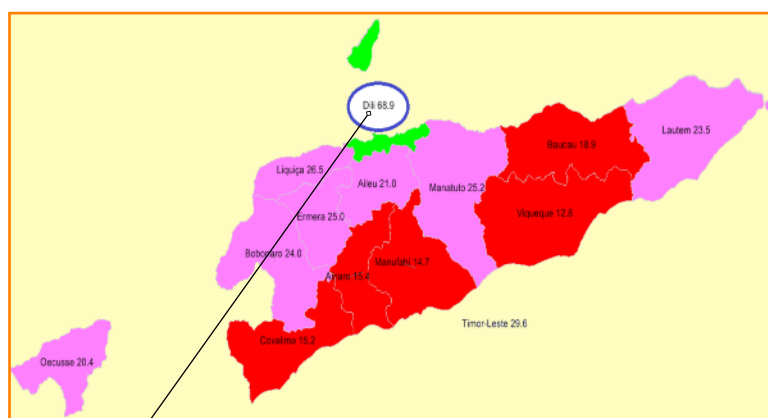 Dili 68.9
Lautem 23.5
Baucau 18.9
Liquiça 26.5
Aileu 21.0
Manatuto 25.2
Ermera 25.0
Viqueque 12.8
Bobonaro 24.0
Manufahi 14.7
Ainaro 15.4
Timor-Leste 29.6
Covalima 16.2
Oecusse 20.4